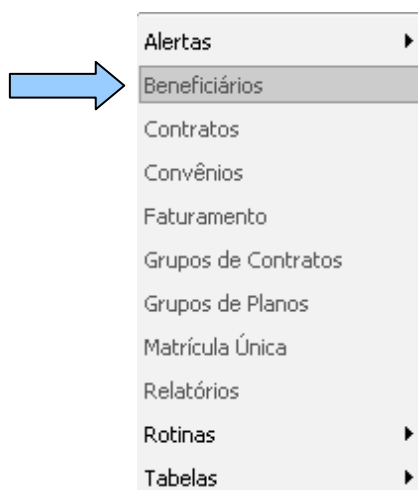 Alertas
Beneficiários
Contratos
Convênios
Faturamento
Grupos de Contratos
Grupos de Planos
Matrícula Única
Relatórios
Rotinas
Tabelas